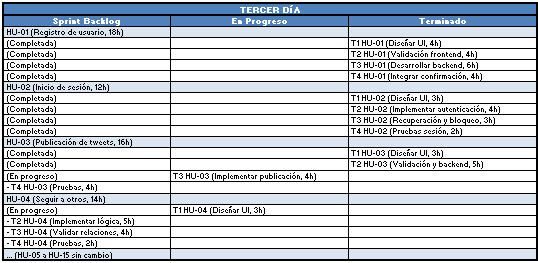 TERCER DÍA
Sprint Backlog En Progreso Terminado
HU-01 (Registro de usuario, 18h)
(Completada) T1 HU-01 (Diseñar UI, 4h)
(Completada) T2 HU-01 (Validación frontend, 4h)
(Completada) T3 HU-01 (Desarrollar backend, 6h)
(Completada) T4 HU-01 (Integrar confirmación, 4h)
HU-02 (Inicio de sesión, 12h)
(Completada) T1 HU-02 (Diseñar UI, 3h)
(Completada) T2 HU-02 (Implementar autenticación, 4h)
(Completada) T3 HU-02 (Recuperación y bloqueo, 3h)
(Completada) T4 HU-02 (Pruebas sesión, 2h)
HU-03 (Publicación de tweets, 16h)
(Completada) T1 HU-03 (Diseñar UI, 3h)
(Completada) T2 HU-03 (Validación y backend, 5h)
(En progreso) T3 HU-03 (Implementar publicación, 4h)
- T4 HU-03 (Pruebas, 4h)
HU-04 (Seguir a otros, 14h)
(En progreso) T1 HU-04 (Diseñar UI, 3h)
- T2 HU-04 (Implementar lógica, 5h)
- T3 HU-04 (Validar relaciones, 4h)
- T4 HU-04 (Pruebas, 2h)
... (HU-05 a HU-15 sin cambio)